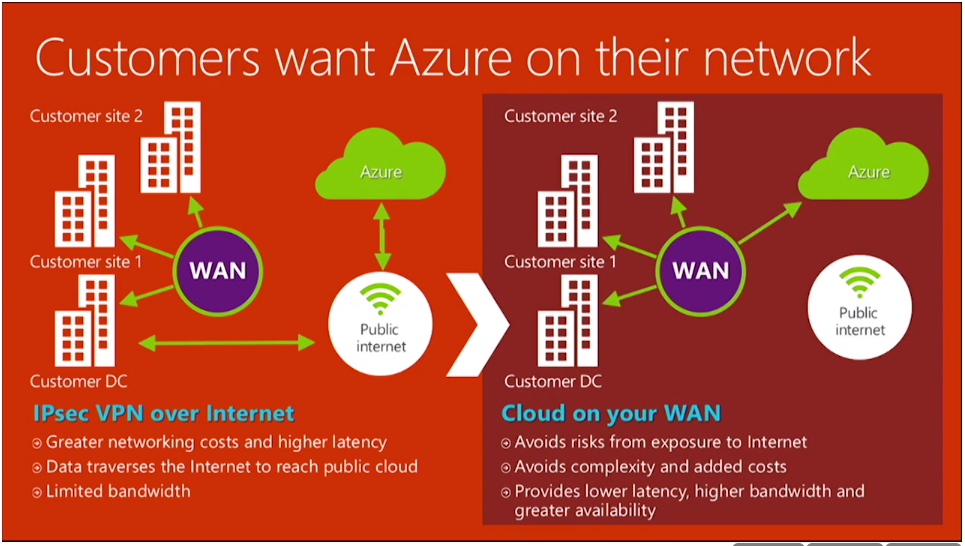 Customers want Azure on their network
Customer site 2
Azure
WAN
Customer site 1
Public
internet
Customer DC
IPsec VPN over Internet
Greater networking costs and higher latency
Data traverses the Internet to reach public cloud
Limited bandwidth
Customer site 2
Azure
WAN
Customer site 1
Public
internet
Customer DC
Cloud on your WAN
Avoids risks from exposure to Internet
Avoids complexity and added costs
Provides lower latency, higher bandwidth and
greater availability